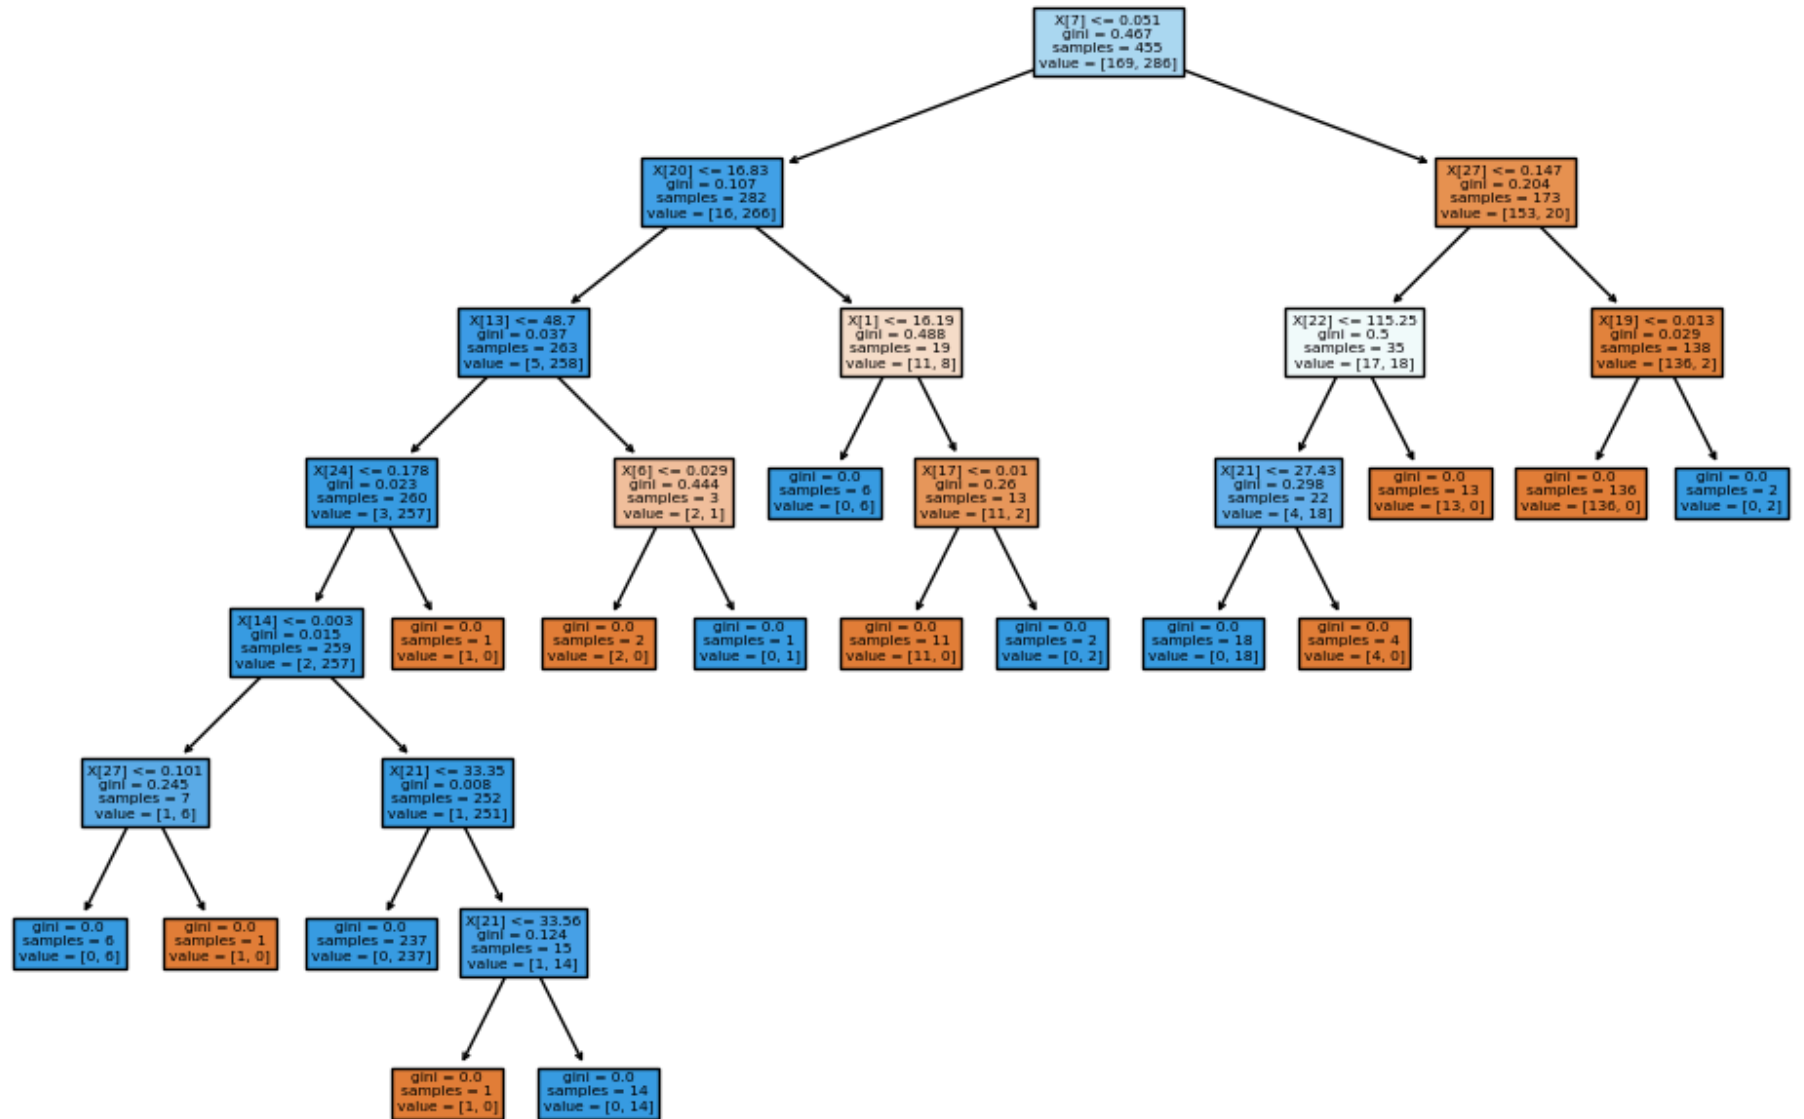 X[7] <= 0.051
gini = 0.467
samples = 455
value = [169, 286]
X[20] <= 16.83
gini = 0.107
samples = 282
value = [16, 266]
X[27] <= 0.147
gini = 0.204
samples = 173
value = [153, 20]
X[13] <= 48.7
gini = 0.037
samples = 263
value = [5, 258]
X[1] <= 16.19
gini = 0.488
samples = 19
value = [11, 8]
X[22] <= 115.25
gini = 0.5
samples = 35
value = [17, 18]
X[19] <= 0.013
gini = 0.029
samples = 138
value = [136, 2]
X[24] <= 0.178
gini = 0.023
samples = 260
value = [3, 257]
X[6] <= 0.029
gini = 0.444
samples = 3
value = [2, 1]
gini = 0.0
samples = 6
value = [0, 6]
X[17] <= 0.01
gini = 0.26
samples = 13
value = [11, 2]
X[21] <= 27.43
gini = 0.298
samples = 22
value = [4, 18]
gini = 0.0
samples = 13
value = [13, 0]
gini = 0.0
samples = 136
value = [136, 0]
gini = 0.0
samples = 2
value = [0, 2]
X[14] <= 0.003
gini = 0.015
samples = 259
value = [2, 257]
gini = 0.0
samples = 1
value = [1, 0]
gini = 0.0
samples = 2
value = [2, 0]
gini = 0.0
samples = 1
value = [0, 1]
gini = 0.0
samples = 11
value = [11, 0]
gini = 0.0
samples = 2
value = [0, 2]
gini = 0.0
samples = 18
value = [0, 18]
gini = 0.0
samples = 4
value = [4, 0]
X[27] <= 0.101
gini = 0.245
samples = 7
value = [1, 6]
X[21] <= 33.35
gini = 0.008
samples = 252
value = [1, 251]
gini = 0.0
samples = 6
value = [0, 6]
gini = 0.0
samples = 1
value = [1, 0]
gini = 0.0
samples = 237
value = [0, 237]
X[21] <= 33.56
gini = 0.124
samples = 15
value = [1, 14]
gini = 0.0
samples = 1
value = [1, 0]
gini = 0.0
samples = 14
value = [0, 14]